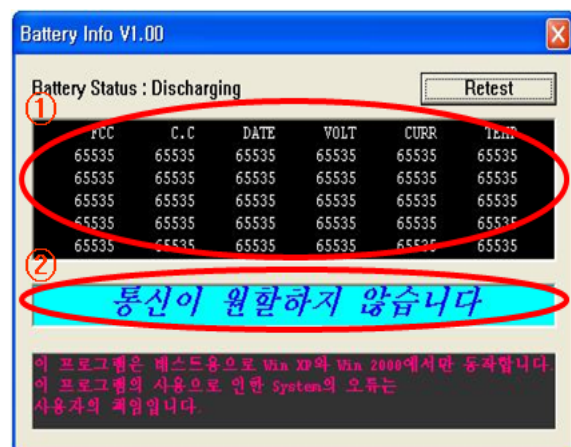 Battery Info V1.00
Battery Status : Discharging Retest
①
FCC C.C DATE VOLT CURR TEMP
65535 65535 65535 65535 65535 65535
65535 65535 65535 65535 65535 65535
65535 65535 65535 65535 65535 65535
65535 65535 65535 65535 65535 65535
65535 65535 65535 65535 65535 65535
②
통신이 원활하지 않습니다
이 프로그램은 테스트용으로 Win XP와 Win 2000에서만 동작합니다.
이 프로그램의 사용으로 인한 System의 오류는
사용자의 책임입니다.